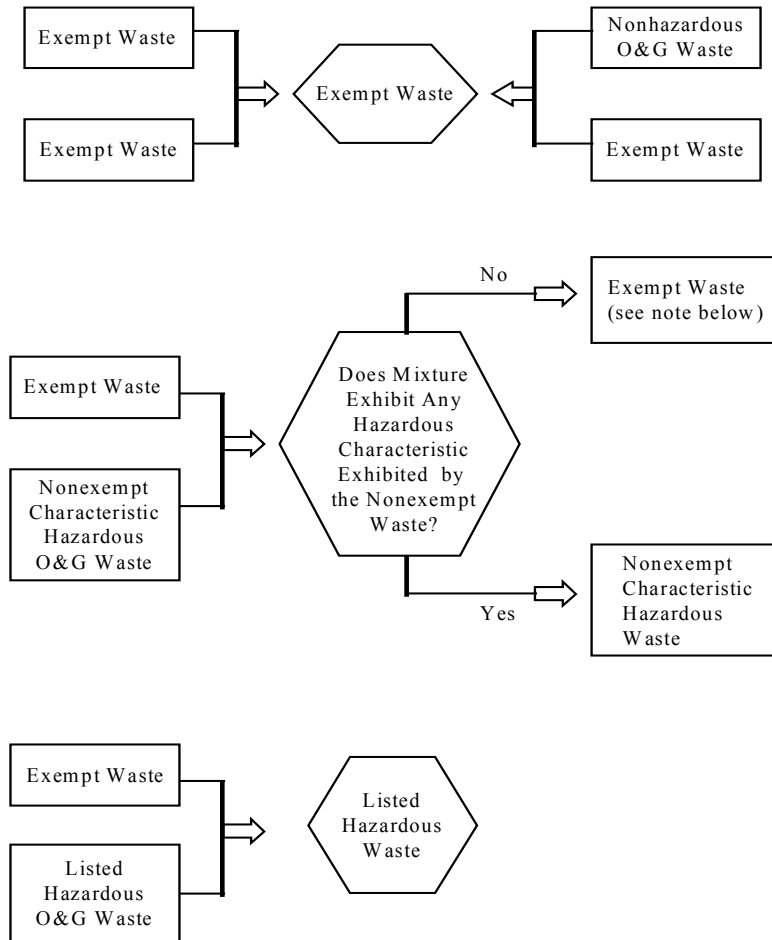 Exempt Waste
Exempt Waste
Exempt Waste
Nonhazardous
O&G Waste
Exempt Waste
Exempt Waste
Nonexempt
Characteristic
Hazardous
O&G Waste
Does Mixture
Exhibit Any
Hazardous
Characteristic
Exhibited by
the Nonexempt
Waste?
No
Exempt Waste
(see note below)
Yes
Nonexempt
Characteristic
Hazardous
Waste
Exempt Waste
Listed
Hazardous
O&G Waste
Listed
Hazardous
Waste